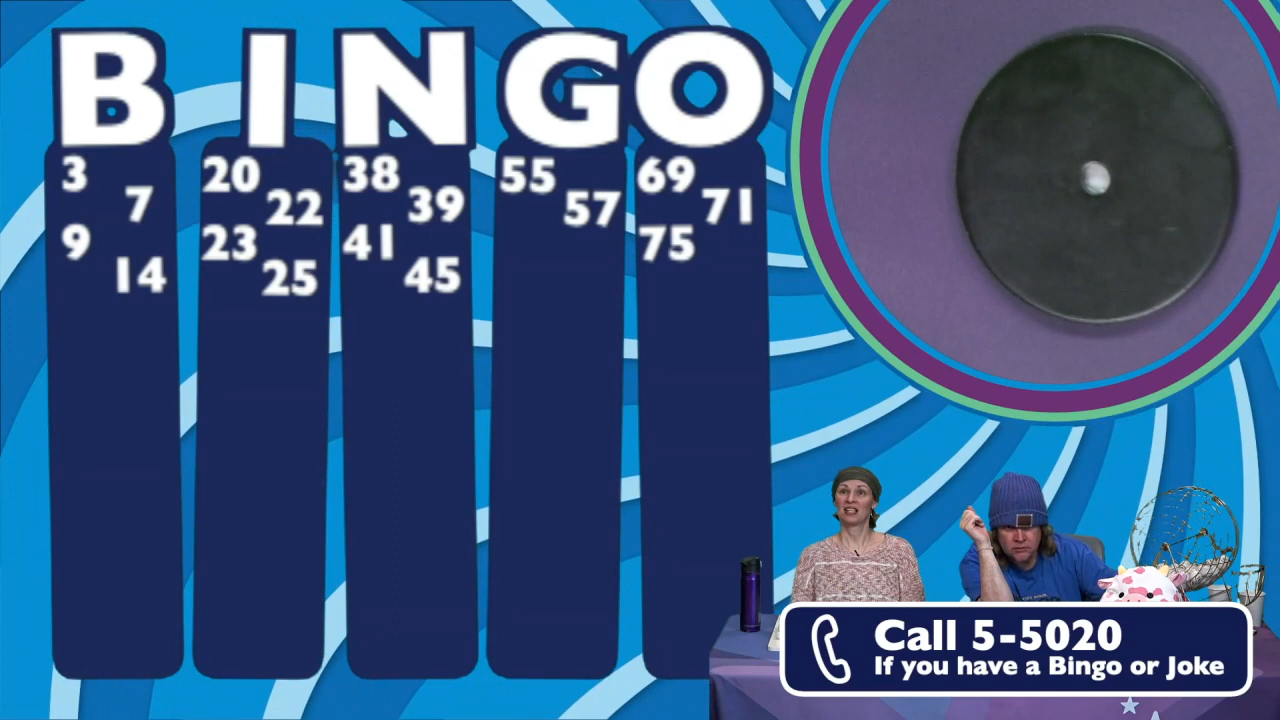 B I N G O
3 20 38 55 69
7 22 39 57 71
9 23 41 75
14 25 45
Call 5-5020
If you have a Bingo or Joke